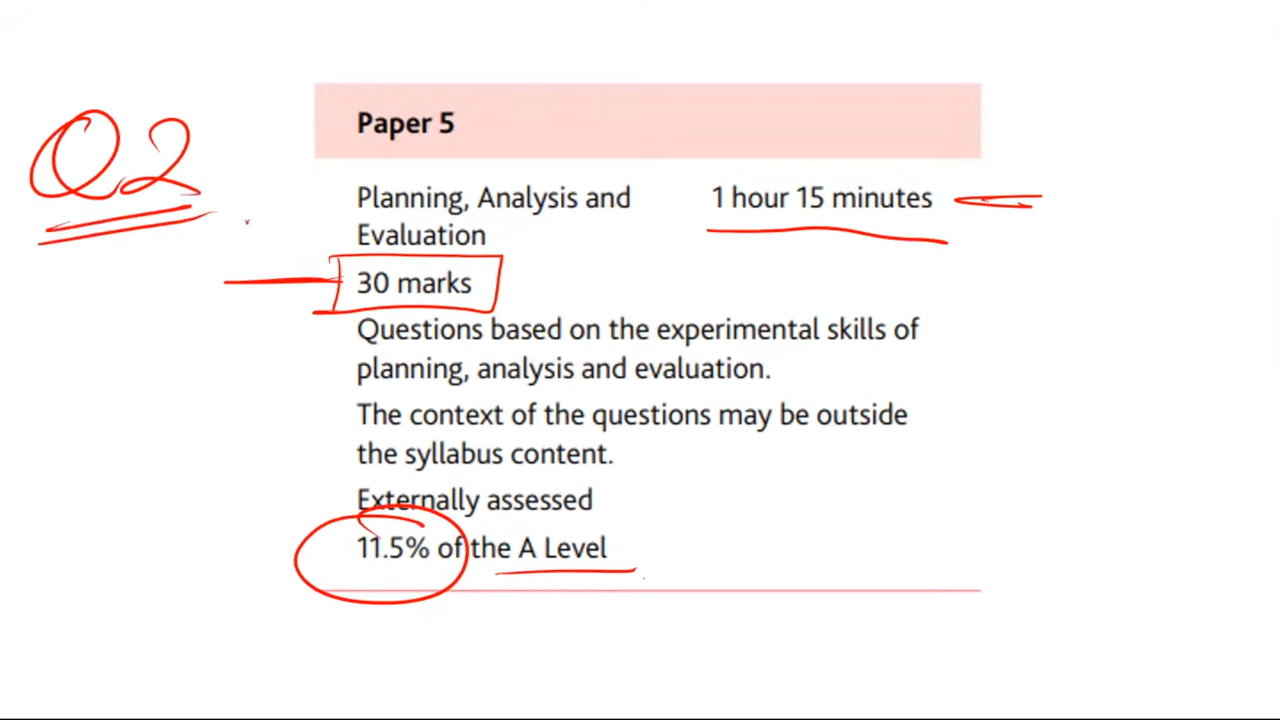 Q2
Paper 5
Planning, Analysis and 1 hour 15 minutes
Evaluation
30 marks
Questions based on the experimental skills of
planning, analysis and evaluation.
The context of the questions may be outside
the syllabus content.
Externally assessed
11.5% of the A Level